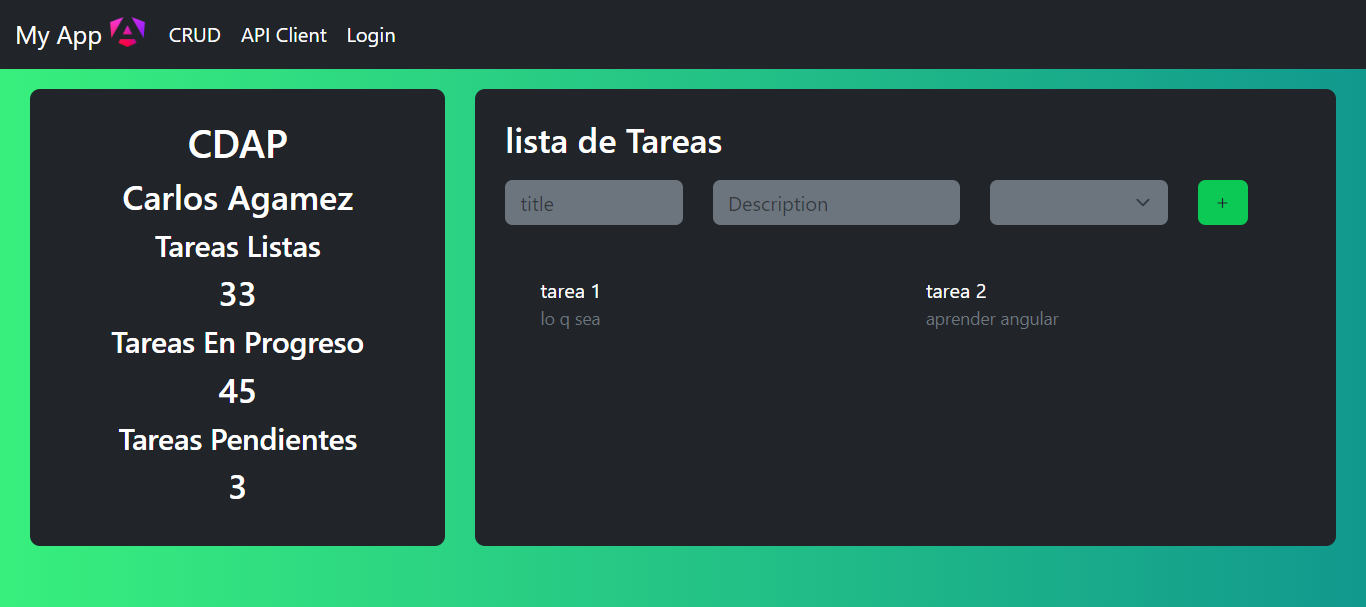 My App CRUD API Client Login
CDAP
Carlos Agamez
Tareas Listas
33
Tareas En Progreso
45
Tareas Pendientes
3
lista de Tareas
title Description +
tarea 1 tarea 2
lo q sea aprender angular